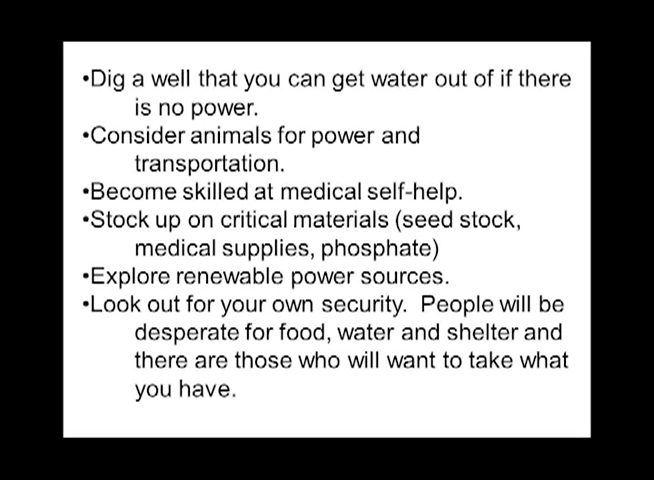 •Dig a well that you can get water out of if there
is no power.
•Consider animals for power and
transportation.
•Become skilled at medical self-help.
•Stock up on critical materials (seed stock,
medical supplies, phosphate)
•Explore renewable power sources.
•Look out for your own security.  People will be
desperate for food, water and shelter and
there are those who will want to take what
you have.